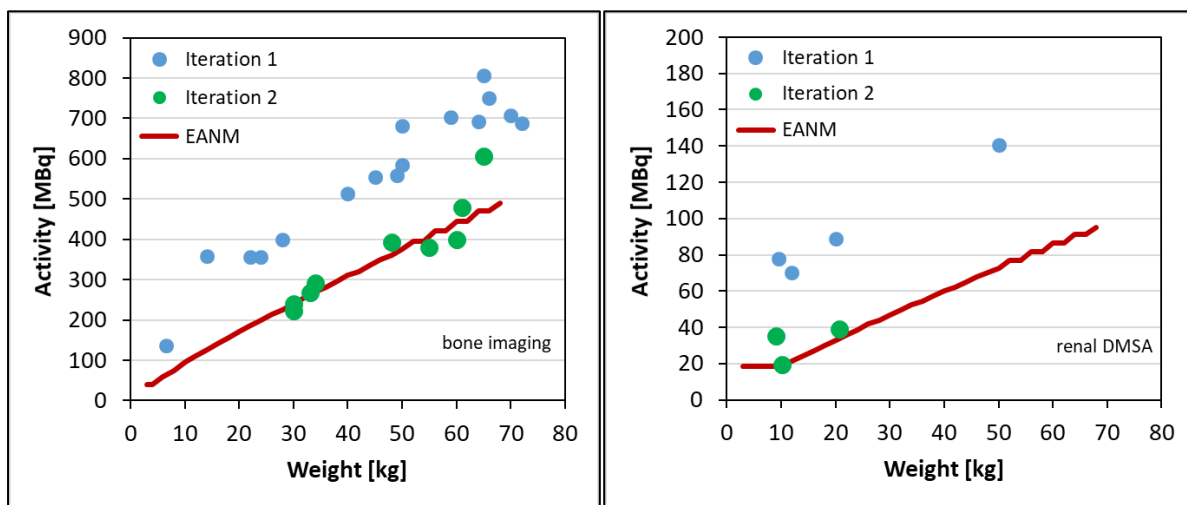 900
800
700
600
500
400
300
200
100
0
Activity [MBq]
Iteration 1
Iteration 2
EANM
bone imaging
0 10 20 30 40 50 60 70 80
Weight [kg]
200
180
160
140
120
100
80
60
40
20
0
Activity [MBq]
Iteration 1
Iteration 2
EANM
renal DMSA
0 10 20 30 40 50 60 70 80
Weight [kg]